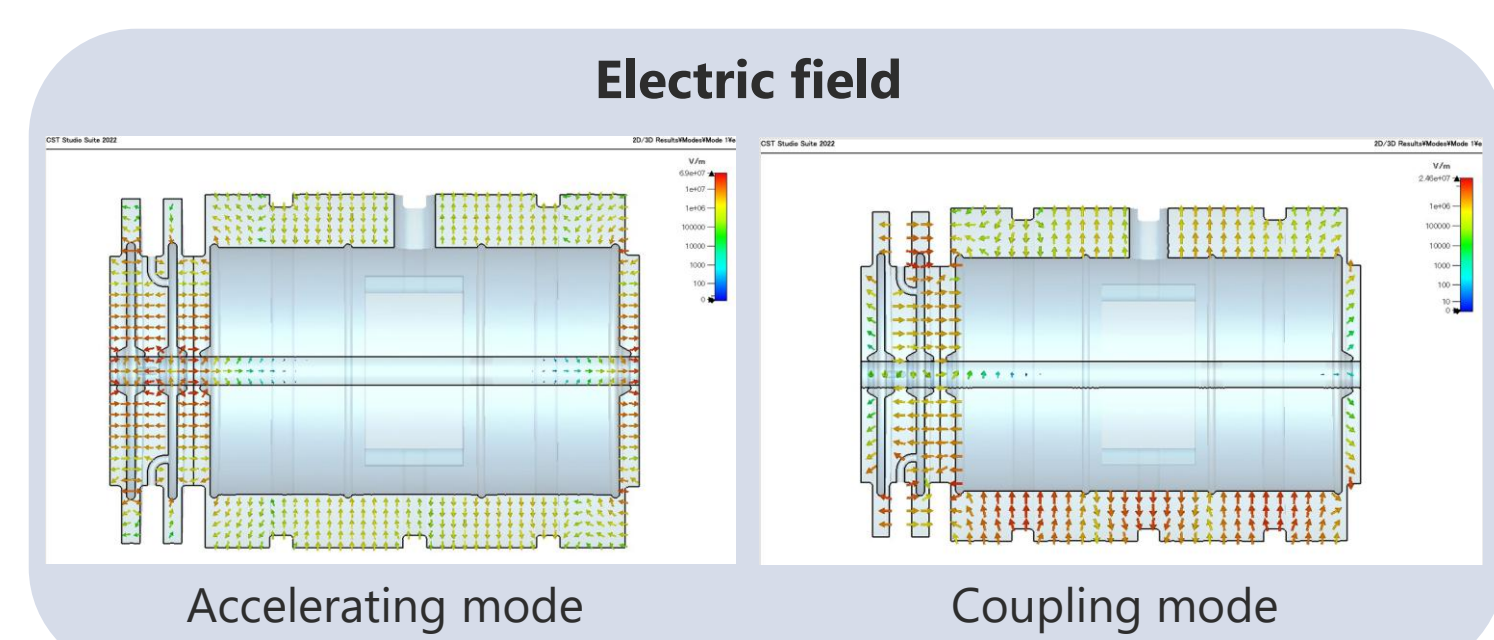 Electric field
CST Studio Suite 2022
2D/3D Results¥Modes¥Mode 1¥e
V/m
6.9e+07
1e+07
1e+06
100000
10000
1000
100
0
CST Studio Suite 2022
2D/3D Results¥Modes¥Mode 1¥e
V/m
2.46e+07
1e+06
100000
10000
1000
100
10
0
Accelerating mode
Coupling mode